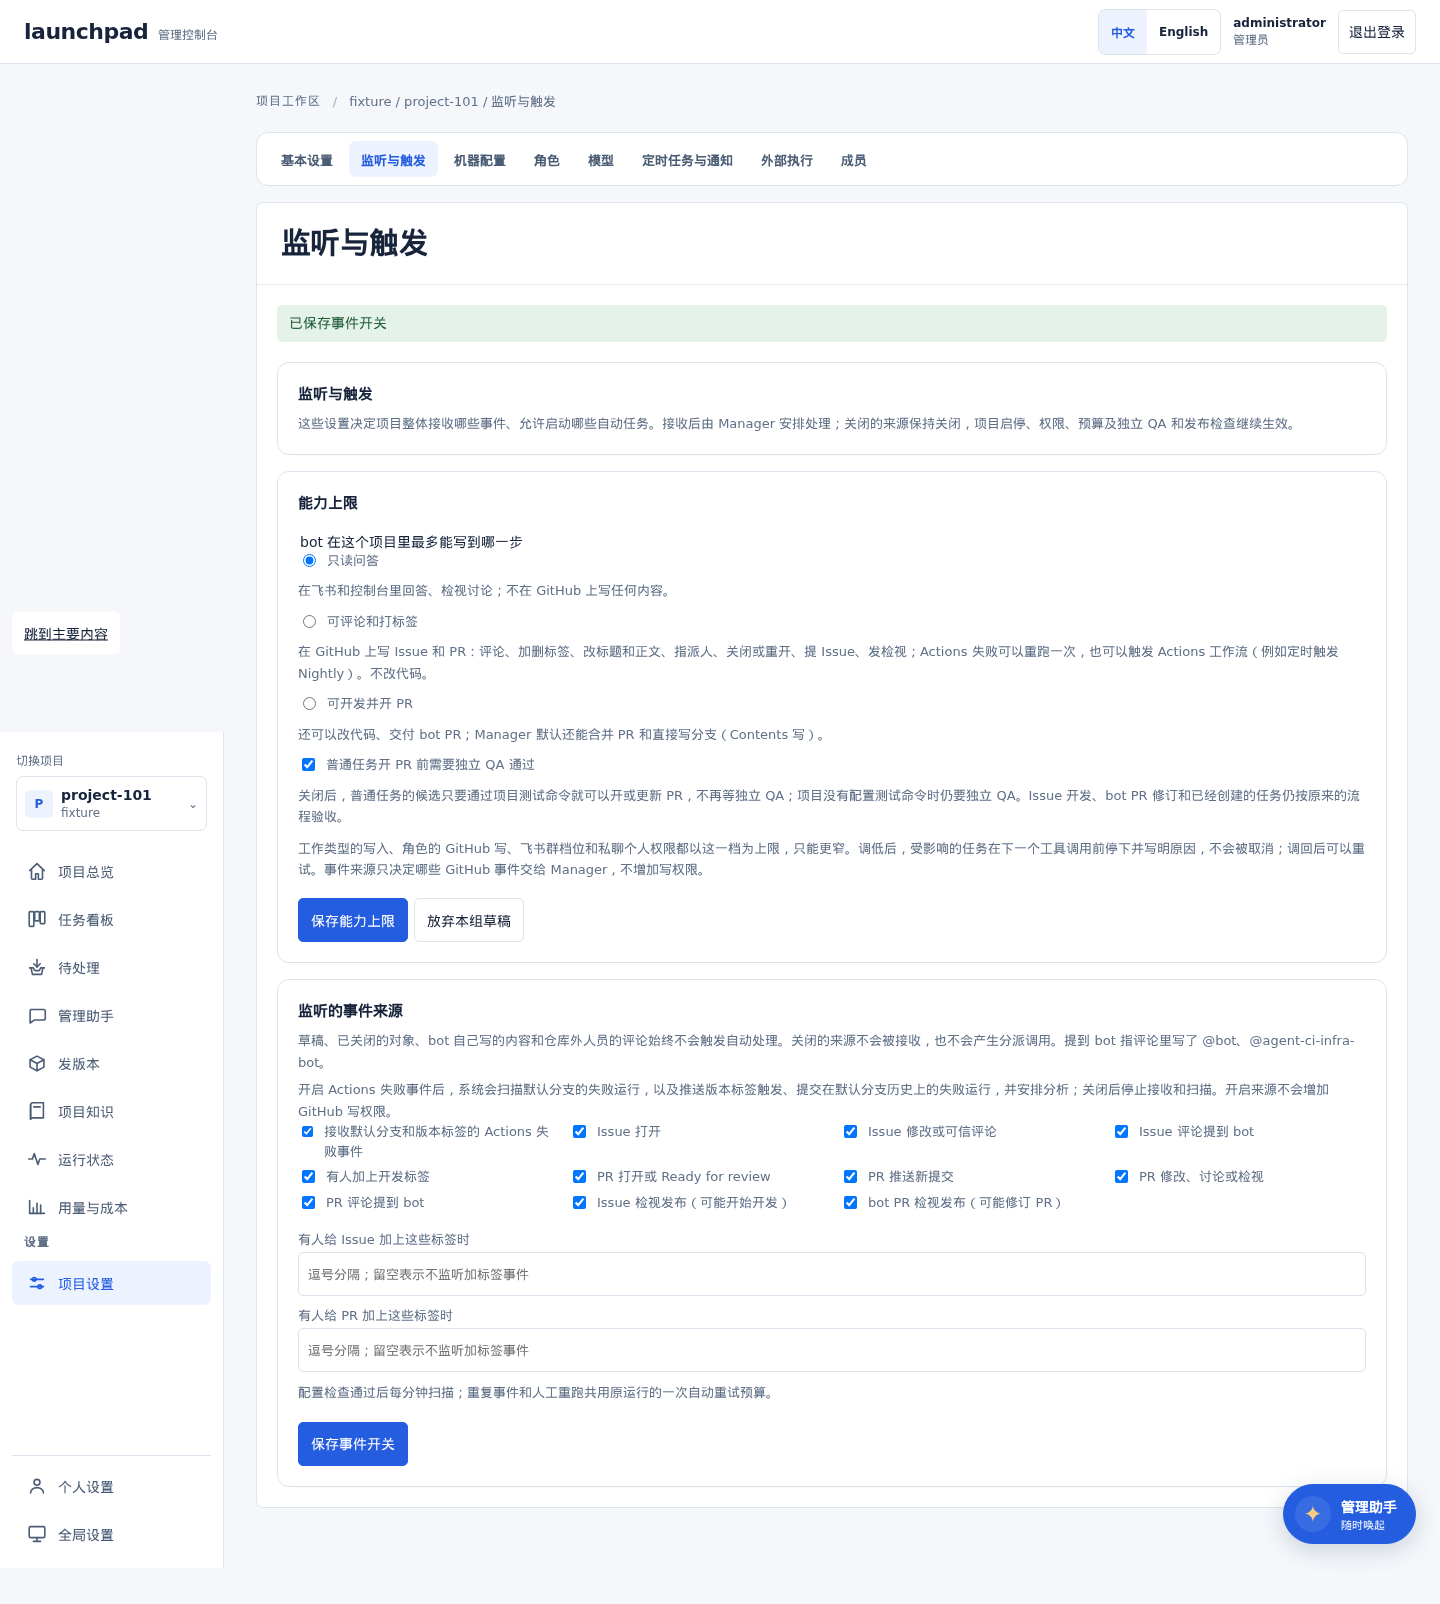 launchpad 管理控制台
中文 English
administrator
管理员
退出登录
项目工作区 / fixture / project-101 / 监听与触发
基本设置 监听与触发 机器配置 角色 模型 定时任务与通知 外部执行 成员
监听与触发
已保存事件开关
监听与触发
这些设置决定项目整体接收哪些事件、允许启动哪些自动任务。接收后由 Manager 安排处理；关闭的来源保持关闭，项目启停、权限、预算及独立 QA 和发布检查继续生效。
能力上限
bot 在这个项目里最多能写到哪一步
只读问答
在飞书和控制台里回答、检视讨论；不在 GitHub 上写任何内容。
可评论和打标签
在 GitHub 上写 Issue 和 PR：评论、加删标签、改标题和正文、指派人、关闭或重开、提 Issue、发检视；Actions 失败可以重跑一次，也可以触发 Actions 工作流（例如定时触发
Nightly）。不改代码。
可开发并开 PR
还可以改代码、交付 bot PR；Manager 默认还能合并 PR 和直接写分支（Contents 写）。
普通任务开 PR 前需要独立 QA 通过
关闭后，普通任务的候选只要通过项目测试命令就可以开或更新 PR，不再等独立 QA；项目没有配置测试命令时仍要独立 QA。Issue 开发、bot PR 修订和已经创建的任务仍按原来的流
程验收。
工作类型的写入、角色的 GitHub 写、飞书群档位和私聊个人权限都以这一档为上限，只能更窄。调低后，受影响的任务在下一个工具调用前停下并写明原因，不会被取消；调回后可以重
试。事件来源只决定哪些 GitHub 事件交给 Manager，不增加写权限。
保存能力上限 放弃本组草稿
监听的事件来源
草稿、已关闭的对象、bot 自己写的内容和仓库外人员的评论始终不会触发自动处理。关闭的来源不会被接收，也不会产生分派调用。提到 bot 指评论里写了 @bot、@agent-ci-infra-
bot。
开启 Actions 失败事件后，系统会扫描默认分支的失败运行，以及推送版本标签触发、提交在默认分支历史上的失败运行，并安排分析；关闭后停止接收和扫描。开启来源不会增加
GitHub 写权限。
接收默认分支和版本标签的 Actions 失
败事件
Issue 打开
Issue 修改或可信评论
Issue 评论提到 bot
有人加上开发标签
PR 打开或 Ready for review
PR 推送新提交
PR 修改、讨论或检视
PR 评论提到 bot
Issue 检视发布（可能开始开发）
bot PR 检视发布（可能修订 PR）
有人给 Issue 加上这些标签时
逗号分隔；留空表示不监听加标签事件
有人给 PR 加上这些标签时
逗号分隔；留空表示不监听加标签事件
配置检查通过后每分钟扫描；重复事件和人工重跑共用原运行的一次自动重试预算。
保存事件开关
跳到主要内容
切换项目
P project-101
fixture
项目总览
任务看板
待处理
管理助手
发版本
项目知识
运行状态
用量与成本
设置
项目设置
个人设置
全局设置
管理助手
随时唤起